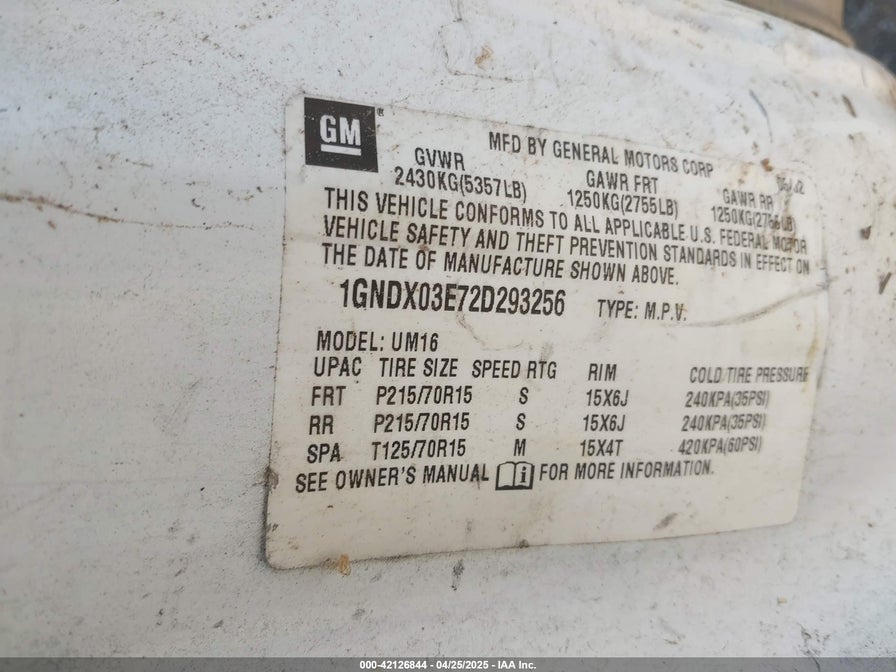 GM
MFD BY GENERAL MOTORS CORP
GVWR GAWR FRT GAWR RR
2430KG(5357LB) 1250KG(2755LB) 1250KG(2755LB)
THIS VEHICLE CONFORMS TO ALL APPLICABLE U.S. FEDERAL MOTOR
VEHICLE SAFETY AND THEFT PREVENTION STANDARDS IN EFFECT ON
THE DATE OF MANUFACTURE SHOWN ABOVE.
1GNDX03E72D293256 TYPE: M.P.V.
MODEL: UM16
UPAC TIRE SIZE SPEED RTG RIM COLD TIRE PRESSURE
FRT P215/70R15 S 15X6J 240KPA(35PSI)
RR P215/70R15 S 15X6J 240KPA(35PSI)
SPA T125/70R15 M 15X4T 420KPA(60PSI)
SEE OWNER'S MANUAL FOR MORE INFORMATION.
000-42126844 - 04/25/2025 - IAA Inc.